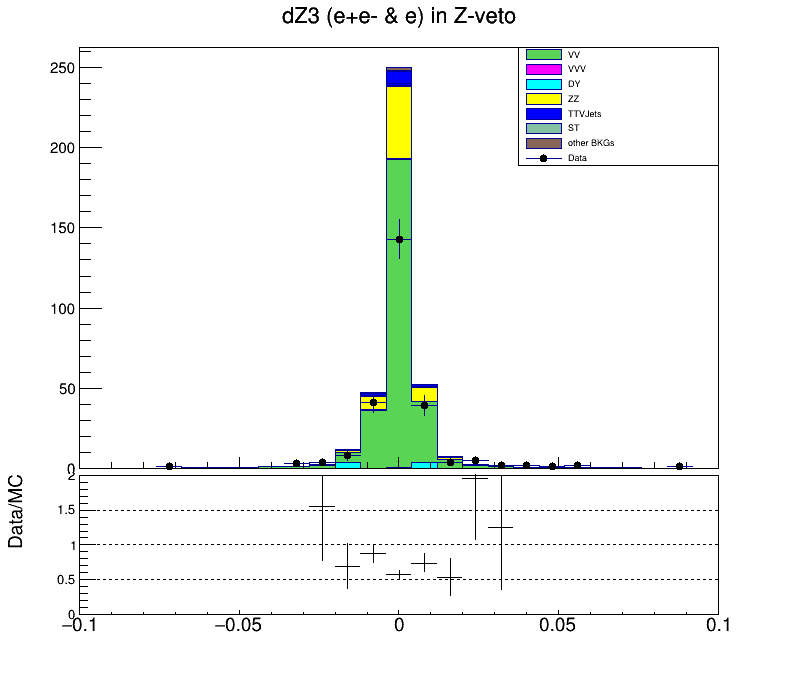 dZ3 (e+e- & e) in Z-veto
250
200
150
100
50
0
VV
VVV
DY
ZZ
TTVJets
ST
other BKGs
Data
Data/MC
2
1.5
1
0.5
0
−0.1
−0.05
0
0.05
0.1